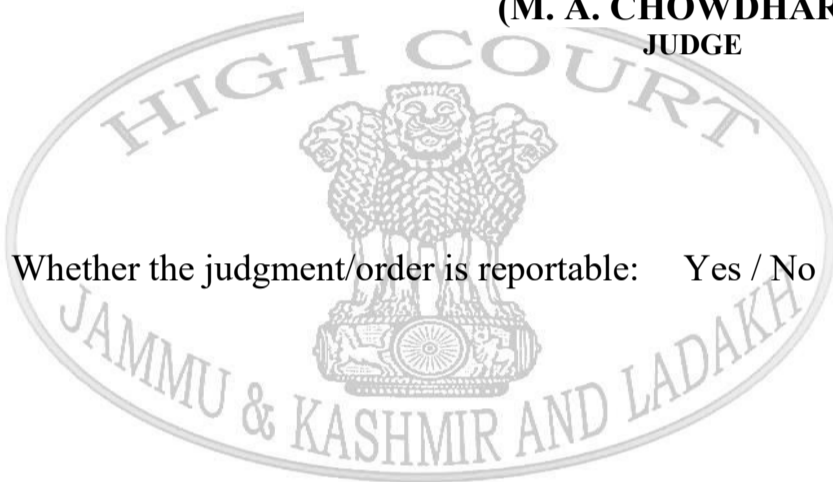 (M. A. CHOWDHAR
JUDGE
HIGH COURT
Whether the judgment/order is reportable: Yes / No
JAMMU & KASHMIR AND LADAKH